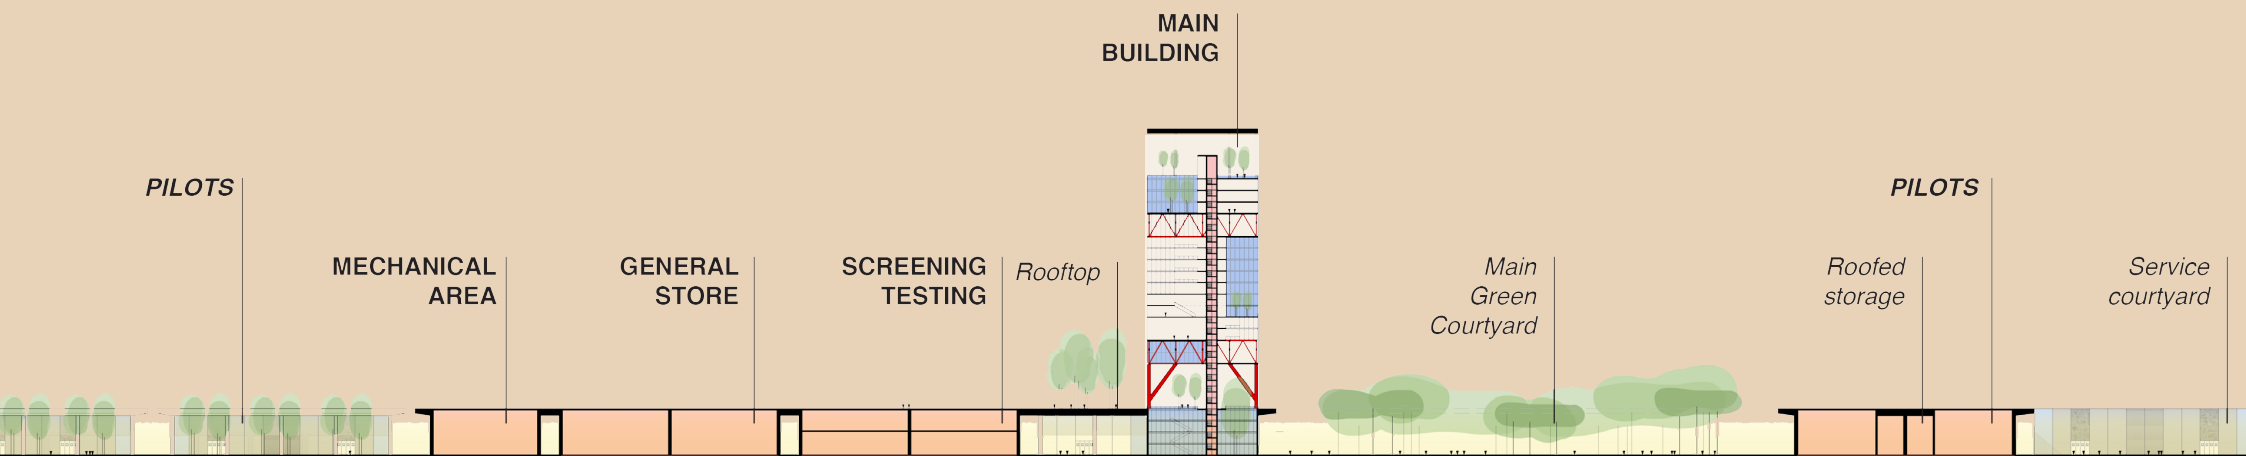 MAIN
BUILDING
PILOTS
PILOTS
MECHANICAL
AREA
GENERAL
STORE
SCREENING
TESTING
Rooftop
Main
Green
Courtyard
Roofed
storage
Service
courtyard